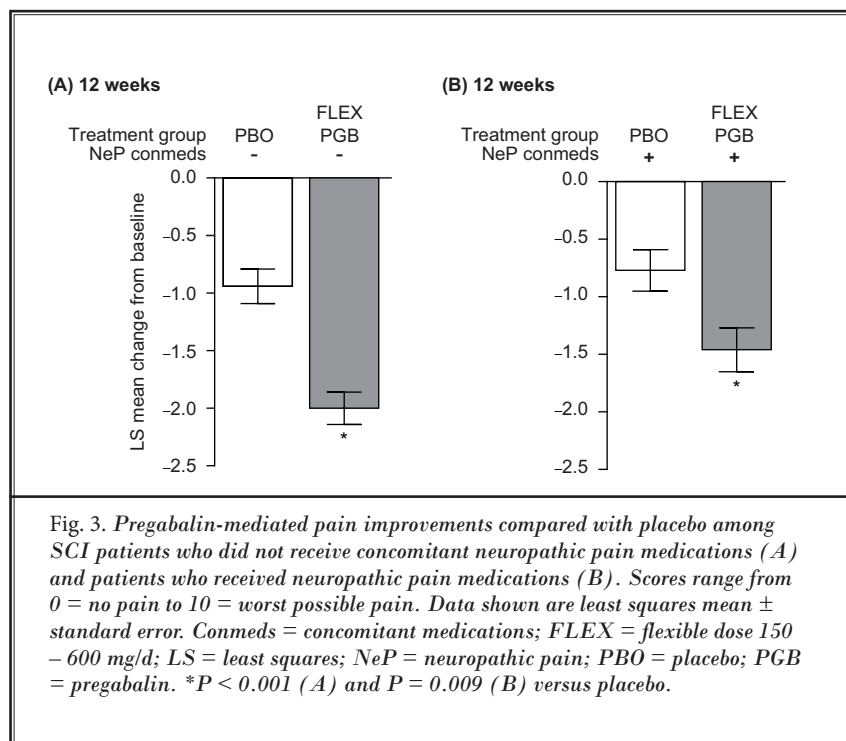 (A) 12 weeks
FLEX
Treatment group PBO PGB
NeP conmeds - -
0.0
–0.5
–1.0
–1.5
–2.0
–2.5
LS mean change from baseline
*
(B) 12 weeks
FLEX
Treatment group PBO PGB
NeP conmeds + +
0.0
–0.5
–1.0
–1.5
–2.0
–2.5
*
Fig. 3. Pregabalin-mediated pain improvements compared with placebo among
SCI patients who did not receive concomitant neuropathic pain medications (A)
and patients who received neuropathic pain medications (B). Scores range from
0 = no pain to 10 = worst possible pain. Data shown are least squares mean ±
standard error. Conmeds = concomitant medications; FLEX = flexible dose 150
– 600 mg/d; LS = least squares; NeP = neuropathic pain; PBO = placebo; PGB
= pregabalin. *P < 0.001 (A) and P = 0.009 (B) versus placebo.